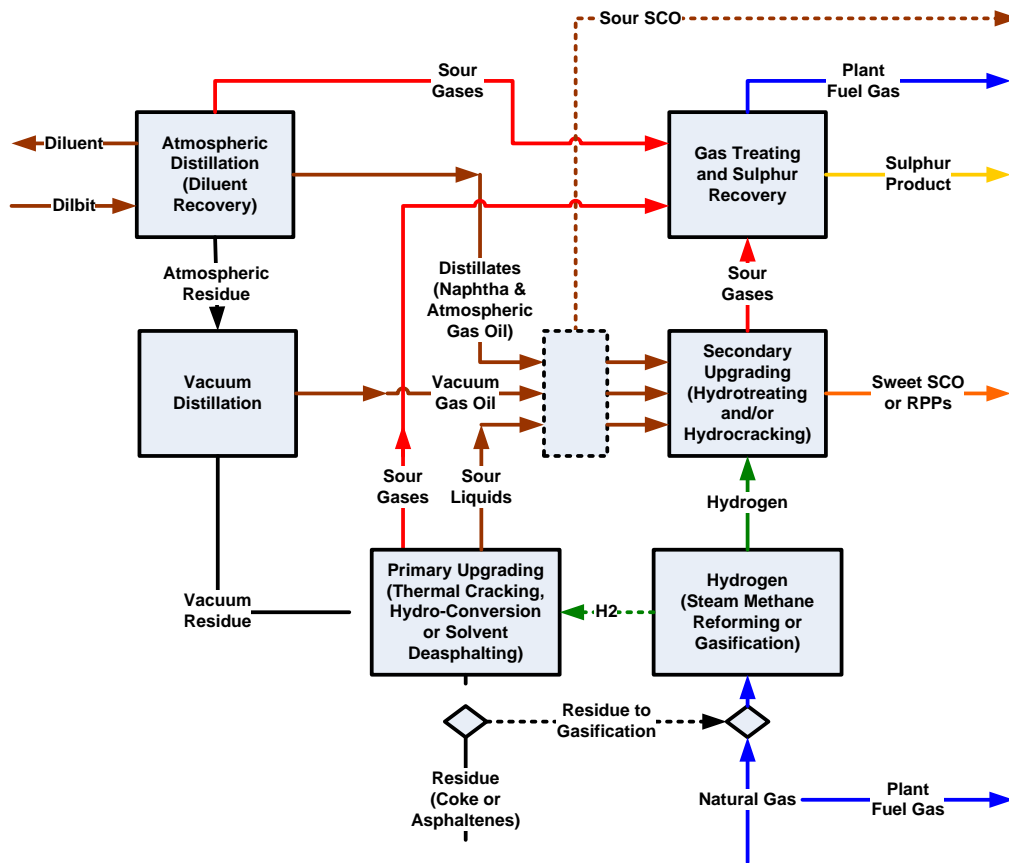 Sour SCO
Sour
Gases
Plant
Fuel Gas
Diluent
Dilbit
Atmospheric
Distillation
(Diluent
Recovery)
Gas Treating
and Sulphur
Recovery
Sulphur
Product
Atmospheric
Residue
Distillates
(Naphtha &
Atmospheric
Gas Oil)
Sour
Gases
Vacuum
Distillation
Vacuum
Gas Oil
Secondary
Upgrading
(Hydrotreating
and/or
Hydrocracking)
Sweet SCO
or RPPs
Sour
Gases
Sour
Liquids
Hydrogen
Vacuum
Residue
Primary Upgrading
(Thermal Cracking,
Hydro-Conversion
or Solvent
Deasphalting)
H2
Hydrogen
(Steam Methane
Reforming or
Gasification)
Residue to
Gasification
Residue
(Coke or
Asphaltenes)
Natural Gas
Plant
Fuel Gas